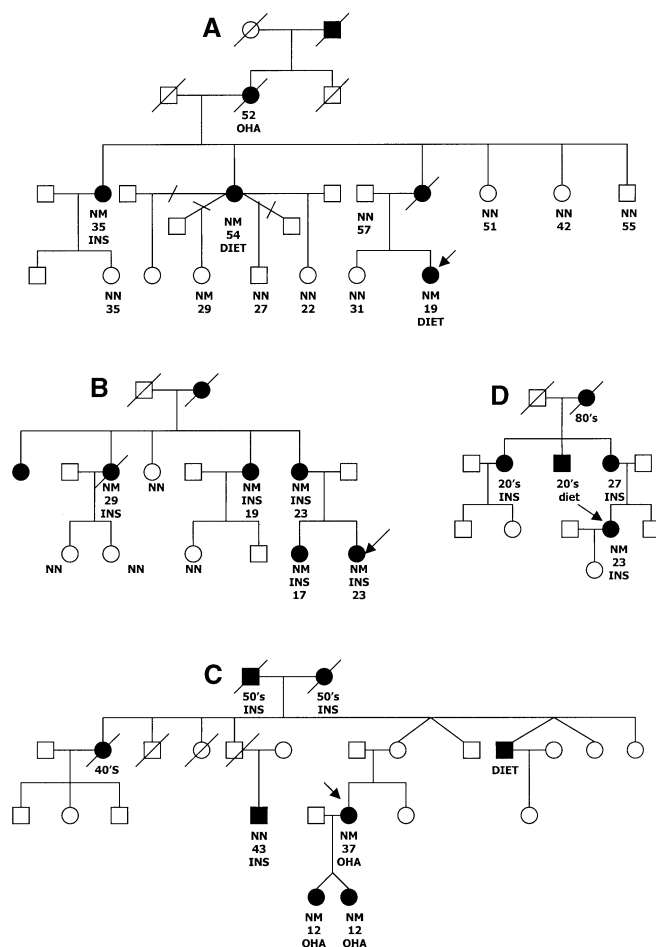 A
52
OHA
NM
35
INS
NM
54
DIET
NN
57
NN
51
NN
42
NN
55
NN
35
NM
29
NN
27
NN
22
NN
31
NM
19
DIET
B
NM
29
INS
NN
NM
INS
19
NM
INS
23
NN
NN
NN
NM
INS
17
NM
INS
23
D
80's
20's
INS
20's
diet
27
INS
NM
23
INS
C
50's
INS
50's
INS
40'S
DIET
NN
43
INS
NM
37
OHA
NM
12
OHA
NM
12
OHA